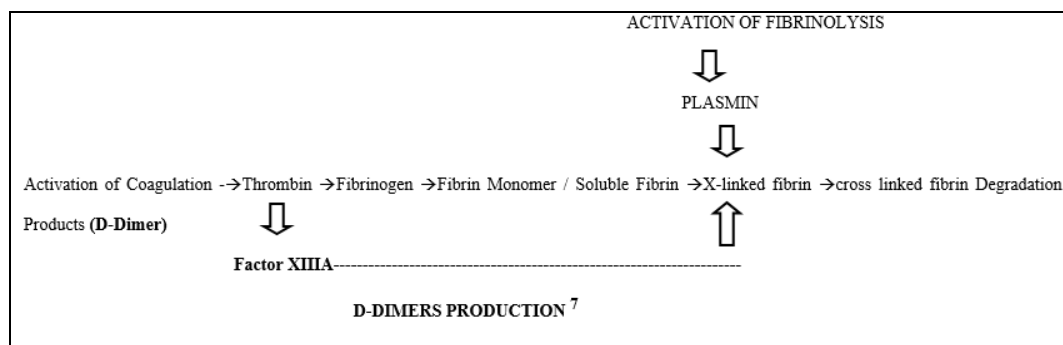 ACTIVATION OF FIBRINOLYSIS
PLASMIN
Activation of Coagulation -→Thrombin →Fibrinogen →Fibrin Monomer / Soluble Fibrin →X-linked fibrin →cross linked fibrin Degradation
Products (D-Dimer)
Factor XIIIA--------------------------------------------------------------------------
D-DIMERS PRODUCTION 7